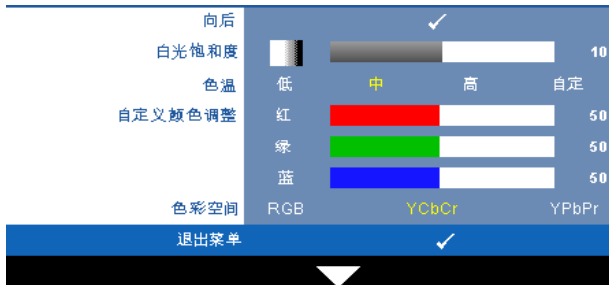 向后
白光饱和度 10
色温 低 中 高 自定
自定义颜色调整 红 50
绿 50
蓝 50
色彩空间 RGB YCbCr YPbPr
退出菜单